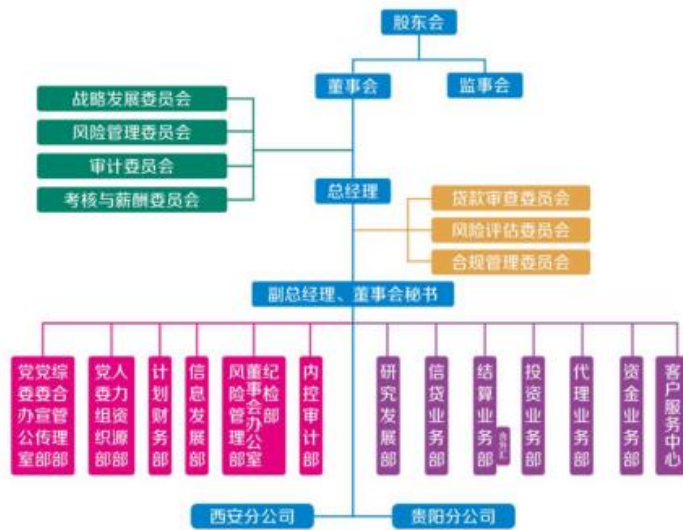 股东会
董事会
监事会
战略发展委员会
风险管理委员会
审计委员会
考核与薪酬委员会
总经理
贷款审查委员会
风险评估委员会
合规管理委员会
副总经理、董事会秘书
综合管理部
党委宣传部
党委办公室
人力资源部
党委组织部
计划财务部
信息发展部
纪检部
董事会办公室
风险管理部
内控审计部
研究发展部
信贷业务部
结算业务部
投资业务部
代理业务部
资金业务部
客户服务中心
西安分公司
贵阳分公司